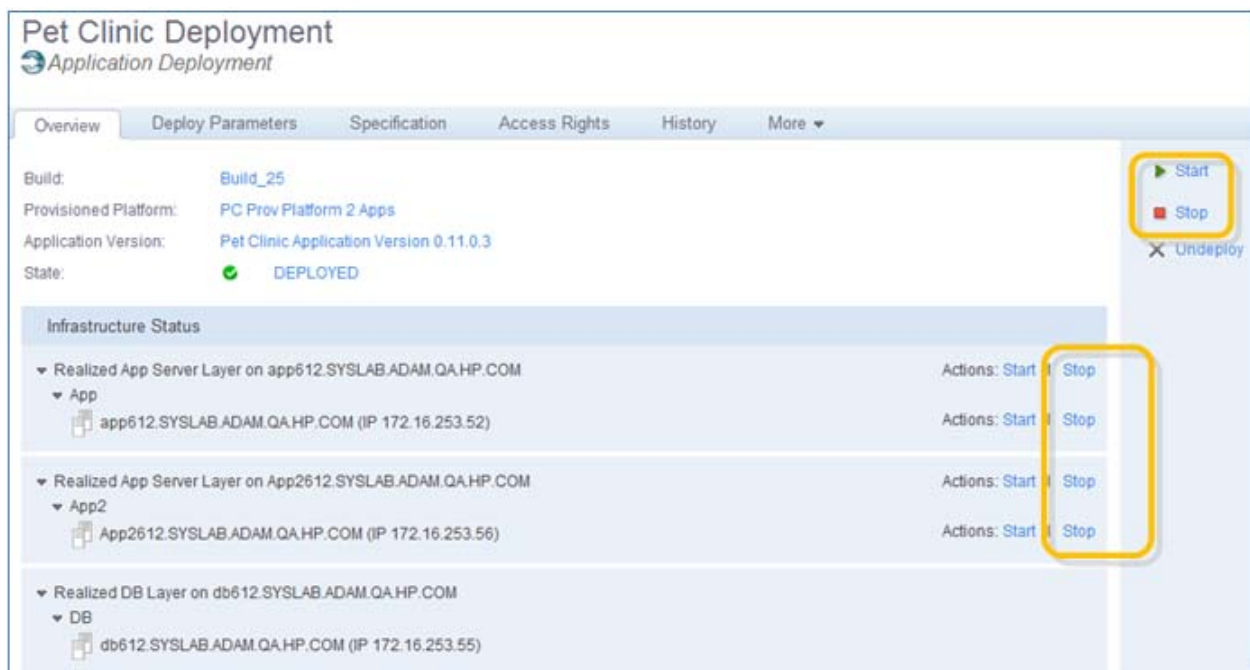 Pet Clinic Deployment
Application Deployment
Overview Deploy Parameters Specification Access Rights History More
Build: Build_25
Provisioned Platform: PC Prov Platform 2 Apps
Application Version: Pet Clinic Application Version 0.11.0.3
State: DEPLOYED
Start
Stop
Undeploy
Infrastructure Status
Realized App Server Layer on app612.SYSLAB.ADAM.QA.HP.COM Actions: Start | Stop
App
app612.SYSLAB.ADAM.QA.HP.COM (IP 172.16.253.52) Actions: Start | Stop
Realized App Server Layer on App2612.SYSLAB.ADAM.QA.HP.COM Actions: Start | Stop
App2
App2612.SYSLAB.ADAM.QA.HP.COM (IP 172.16.253.56) Actions: Start | Stop
Realized DB Layer on db612.SYSLAB.ADAM.QA.HP.COM
DB
db612.SYSLAB.ADAM.QA.HP.COM (IP 172.16.253.55)